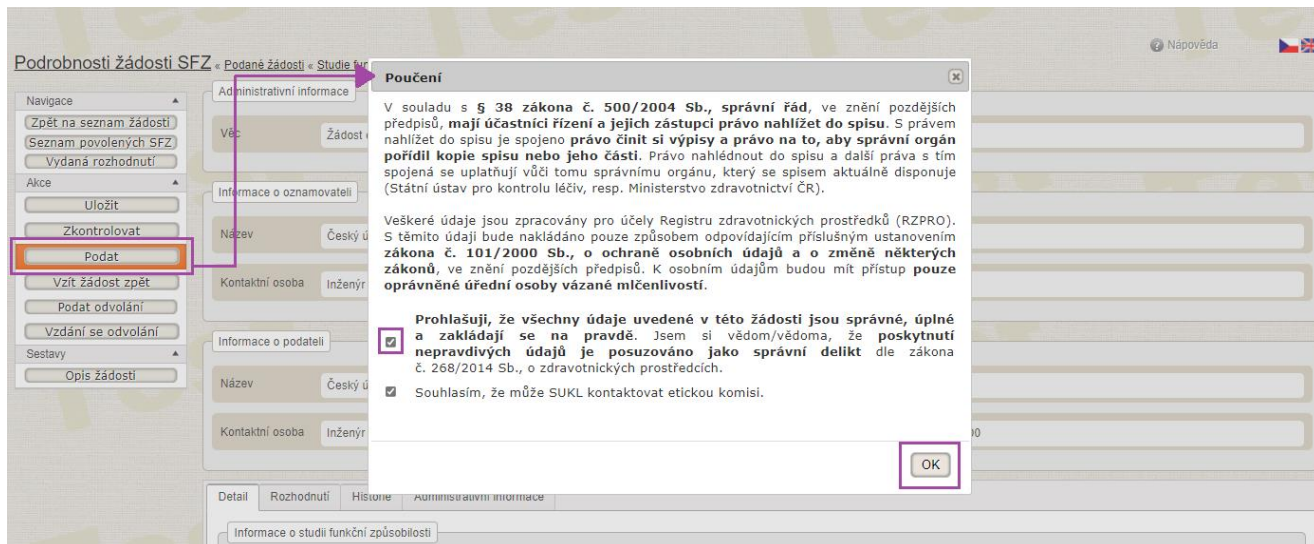 Nápověda
Podrobnosti žádosti SFZ « Podané žádosti « Studie fun
Navigace
Zpět na seznam žádostí
Seznam povolených SFZ
Vydaná rozhodnutí
Akce
Uložit
Zkontrolovat
Podat
Vzít žádost zpět
Podat odvolání
Vzdání se odvolání
Sestavy
Opis žádosti
Administrativní informace
Věc
Žádost
Informace o oznamovateli
Název
Český ú
Kontaktní osoba
Inženýr
Informace o podateli
Název
Český ú
Kontaktní osoba
Inženýr
Poučení
V souladu s § 38 zákona č. 500/2004 Sb., správní řád, ve znění pozdějších
předpisů, mají účastníci řízení a jejich zástupci právo nahlížet do spisu. S právem
nahlížet do spisu je spojeno právo činit si výpisy a právo na to, aby správní orgán
pořídil kopie spisu nebo jeho části. Právo nahlédnout do spisu a další práva s tím
spojená se uplatňují vůči tomu správnímu orgánu, který se spisem aktuálně disponuje
(Státní ústav pro kontrolu léčiv, resp. Ministerstvo zdravotnictví ČR).
Veškeré údaje jsou zpracovány pro účely Registru zdravotnických prostředků (RZPRO).
S těmito údaji bude nakládáno pouze způsobem odpovídajícím příslušným ustanovením
zákona č. 101/2000 Sb., o ochraně osobních údajů a o změně některých
zákonů, ve znění pozdějších předpisů. K osobním údajům budou mít přístup pouze
oprávněné úřední osoby vázané mlčenlivostí.
Prohlašuji, že všechny údaje uvedené v této žádosti jsou správné, úplné
a zakládají se na pravdě. Jsem si vědom/vědoma, že poskytnutí
nepravdivých údajů je posuzováno jako správní delikt dle zákona
č. 268/2014 Sb., o zdravotnických prostředcích.
Souhlasím, že může SUKL kontaktovat etickou komisi.
OK
Detail Rozhodnutí Historie Administrativní informace
Informace o studii funkční způsobilosti